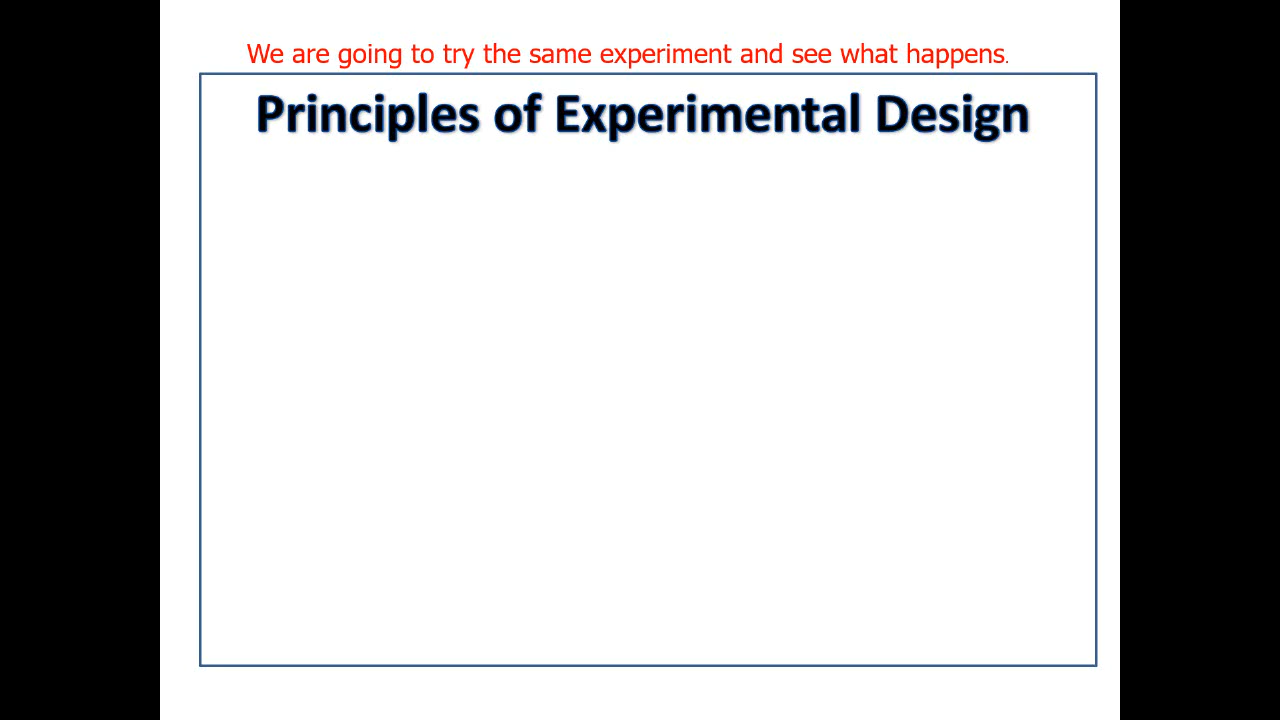 We are going to try the same experiment and see what happens.
Principles of Experimental Design